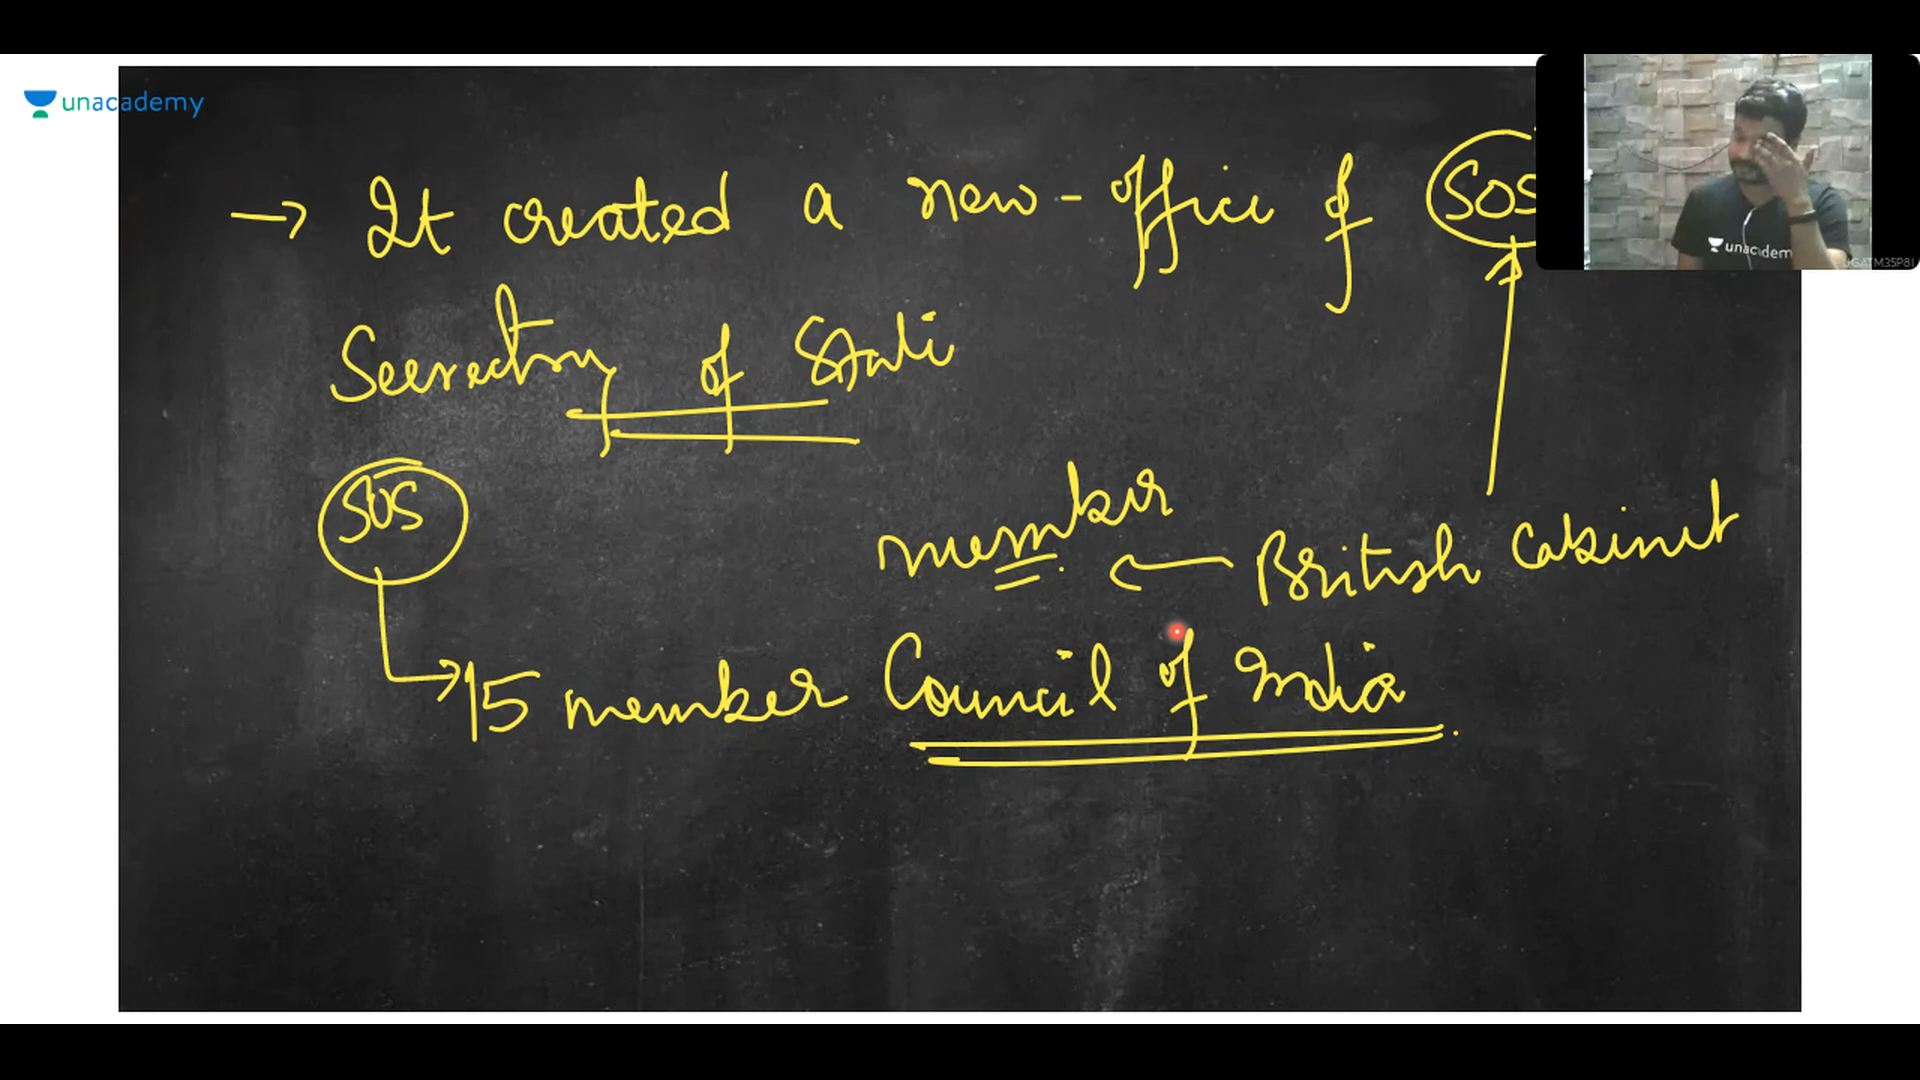 unacademy
→ It created a new-office of SOS
Secretary of State
SOS
member ← British Cabinet
→ 15 member Council of India
unacadem